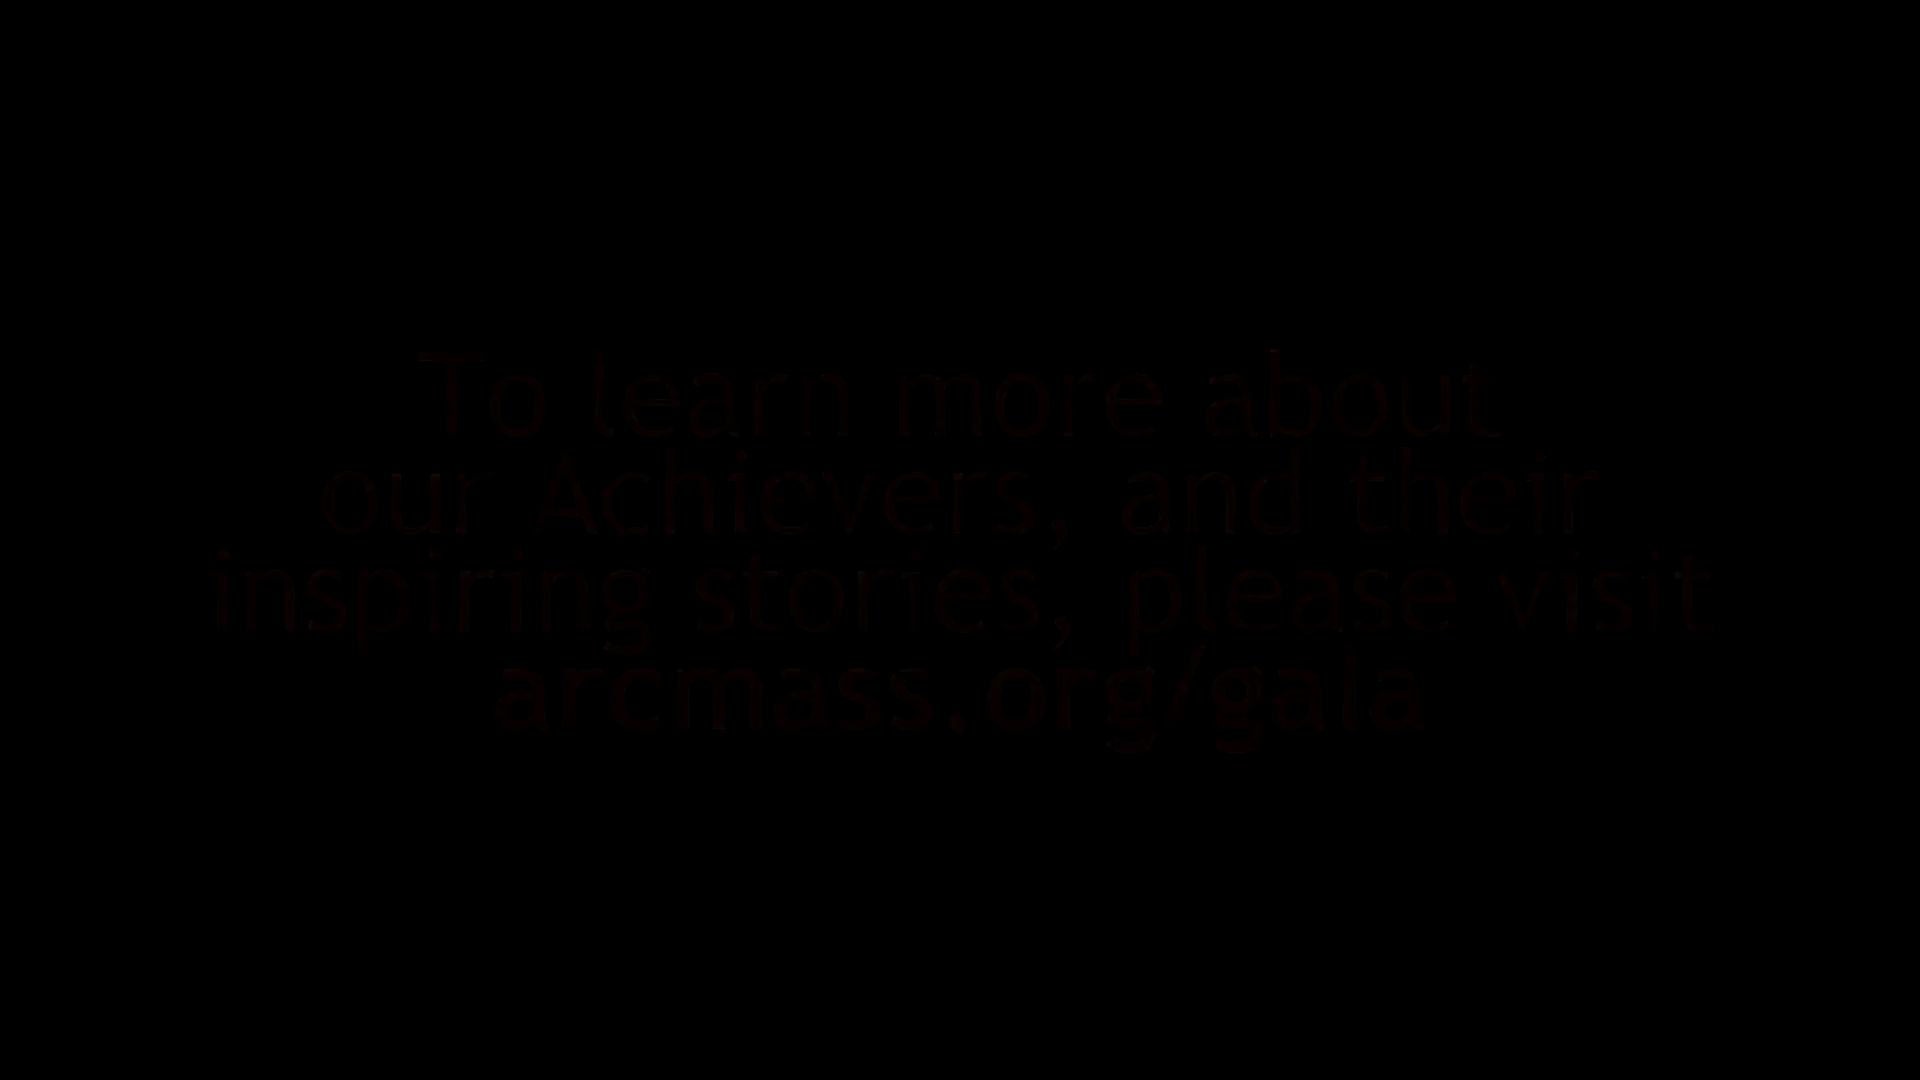 To learn more about
our Achievers, and their
inspiring stories, please visit
arcmass.org/gala